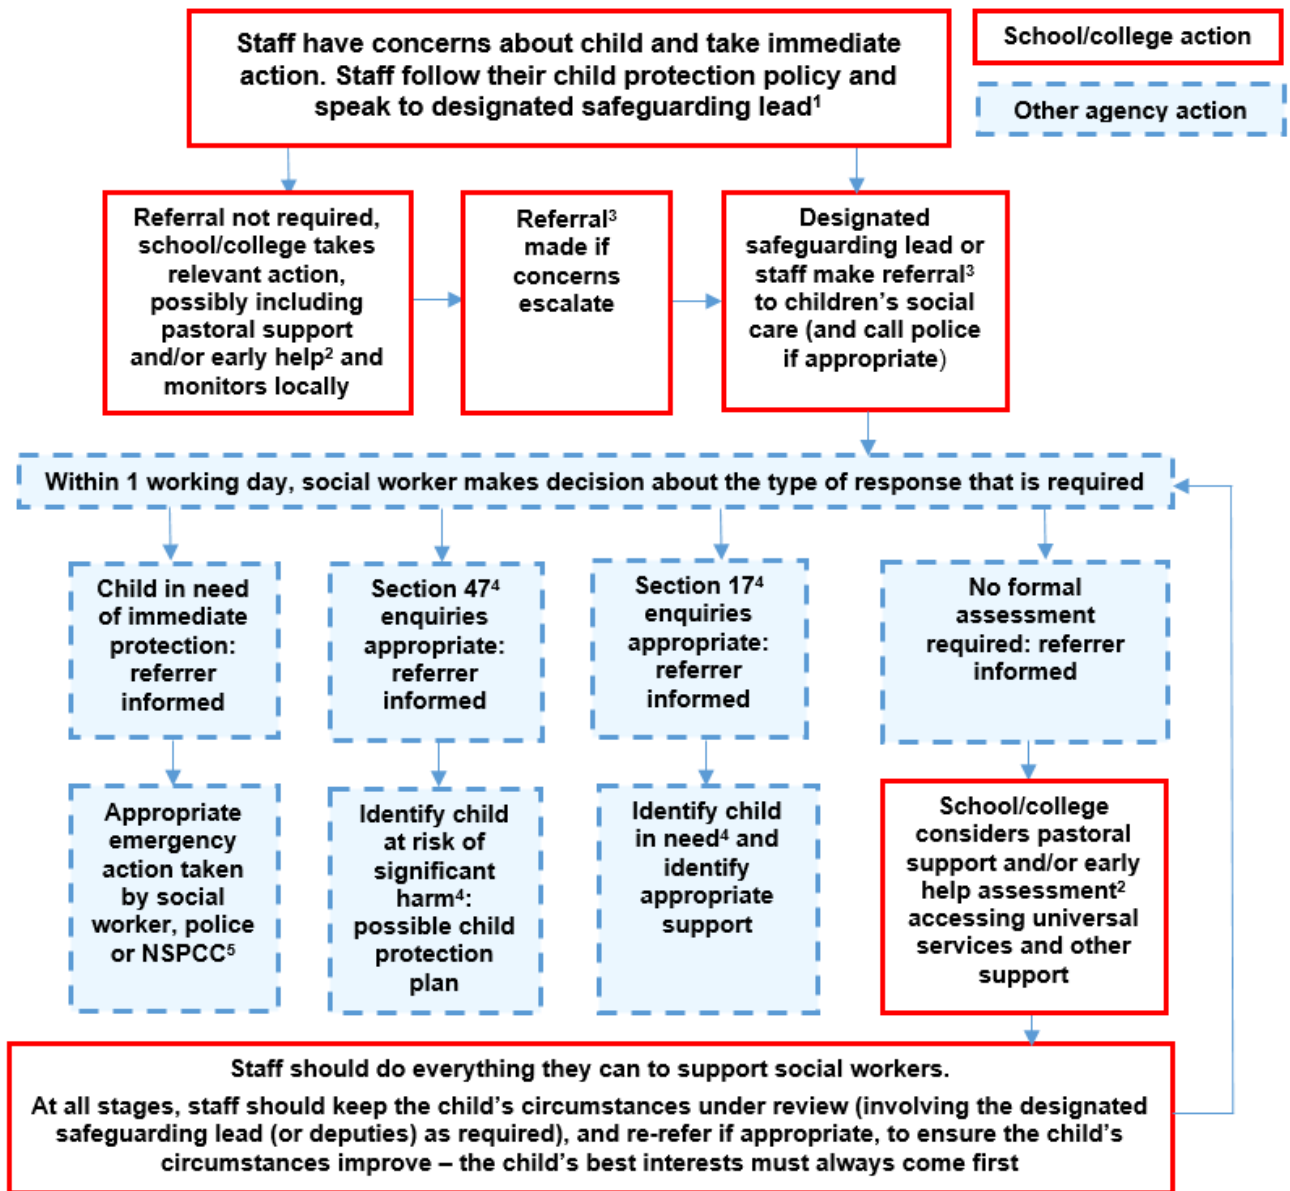 Staff have concerns about child and take immediate
action. Staff follow their child protection policy and
speak to designated safeguarding lead¹
School/college action
Other agency action
Referral not required,
school/college takes
relevant action,
possibly including
pastoral support
and/or early help² and
monitors locally
Referral³
made if
concerns
escalate
Designated
safeguarding lead or
staff make referral³
to children’s social
care (and call police
if appropriate)
Within 1 working day, social worker makes decision about the type of response that is required
Child in need
of immediate
protection:
referrer
informed
Section 47⁴
enquiries
appropriate:
referrer
informed
Section 17⁴
enquiries
appropriate:
referrer
informed
No formal
assessment
required: referrer
informed
Appropriate
emergency
action taken
by social
worker, police
or NSPCC⁵
Identify child
at risk of
significant
harm⁴:
possible child
protection
plan
Identify child
in need⁴ and
identify
appropriate
support
School/college
considers pastoral
support and/or early
help assessment²
accessing universal
services and other
support
Staff should do everything they can to support social workers.
At all stages, staff should keep the child’s circumstances under review (involving the designated
safeguarding lead (or deputies) as required), and re-refer if appropriate, to ensure the child’s
circumstances improve – the child’s best interests must always come first